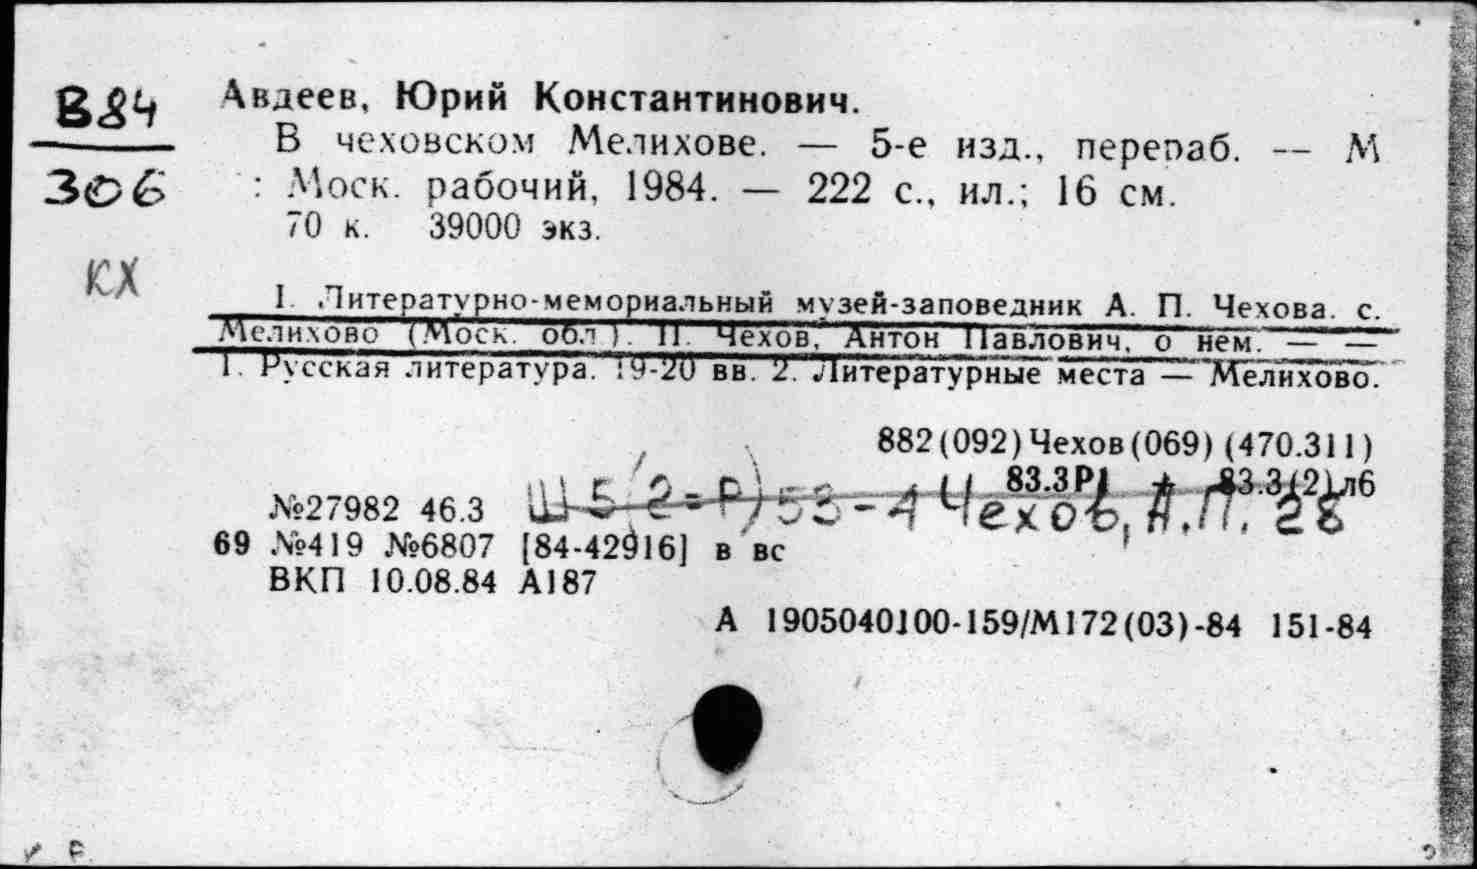 В84
306
КХ
Авдеев, Юрий Константинович.
В чеховском Мелихове. — 5-е изд., перераб. — М
: Моск. рабочий, 1984. — 222 с., ил.; 16 см.
70 к. 39000 экз.
I. Литературно-мемориальный музей-заповедник А. П. Чехова. с.
Мелихово (Моск. обл.). II. Чехов, Антон Павлович, о нем. — —
1. Русская литература. 19-20 вв. 2. Литературные места — Мелихово.
882(092)Чехов(069)(470.311)
83.3Р1 + 83.3(2)л6
№27982 46.3 Ш5(2=Р)53-4 Чехов, А.П.
69 №419 №6807 [84-42916] в вс
ВКП 10.08.84 А187
А 1905040100-159/М172(03)-84 151-84